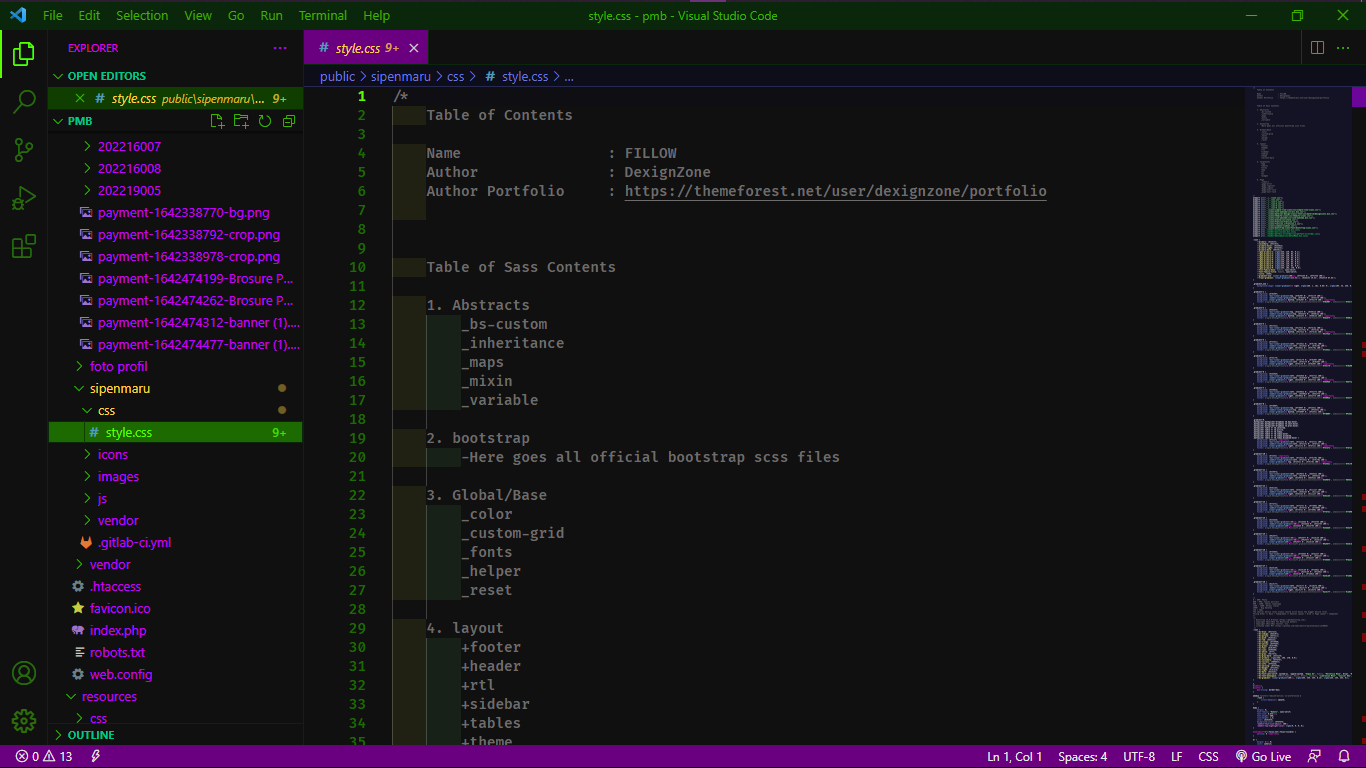 File Edit Selection View Go Run Terminal Help
style.css - pmb - Visual Studio Code
EXPLORER
OPEN EDITORS
style.css public\sipenmaru\... 9+
PMB
202216007
202216008
202219005
payment-1642338770-bg.png
payment-1642338792-crop.png
payment-1642338978-crop.png
payment-1642474199-Brosure P...
payment-1642474262-Brosure P...
payment-1642474312-banner (1)....
payment-1642474477-banner (1)....
foto profil
sipenmaru
css
# style.css 9+
icons
images
js
vendor
.gitlab-ci.yml
vendor
.htaccess
favicon.ico
index.php
robots.txt
web.config
resources
css
OUTLINE
# style.css 9+
public > sipenmaru > css > # style.css > ...
1 /*
2 Table of Contents
3
4 Name : FILLOW
5 Author : DexignZone
6 Author Portfolio : https://themeforest.net/user/dexignzone/portfolio
7
8
9
10 Table of Sass Contents
11
12 1. Abstracts
13 _bs-custom
14 _inheritance
15 _maps
16 _mixin
17 _variable
18
19 2. bootstrap
20 -Here goes all official bootstrap scss files
21
22 3. Global/Base
23 _color
24 _custom-grid
25 _fonts
26 _helper
27 _reset
28
29 4. layout
30 +footer
31 +header
32 +rtl
33 +sidebar
34 +tables
35 +theme
0 13
Ln 1, Col 1 Spaces: 4 UTF-8 LF CSS Go Live